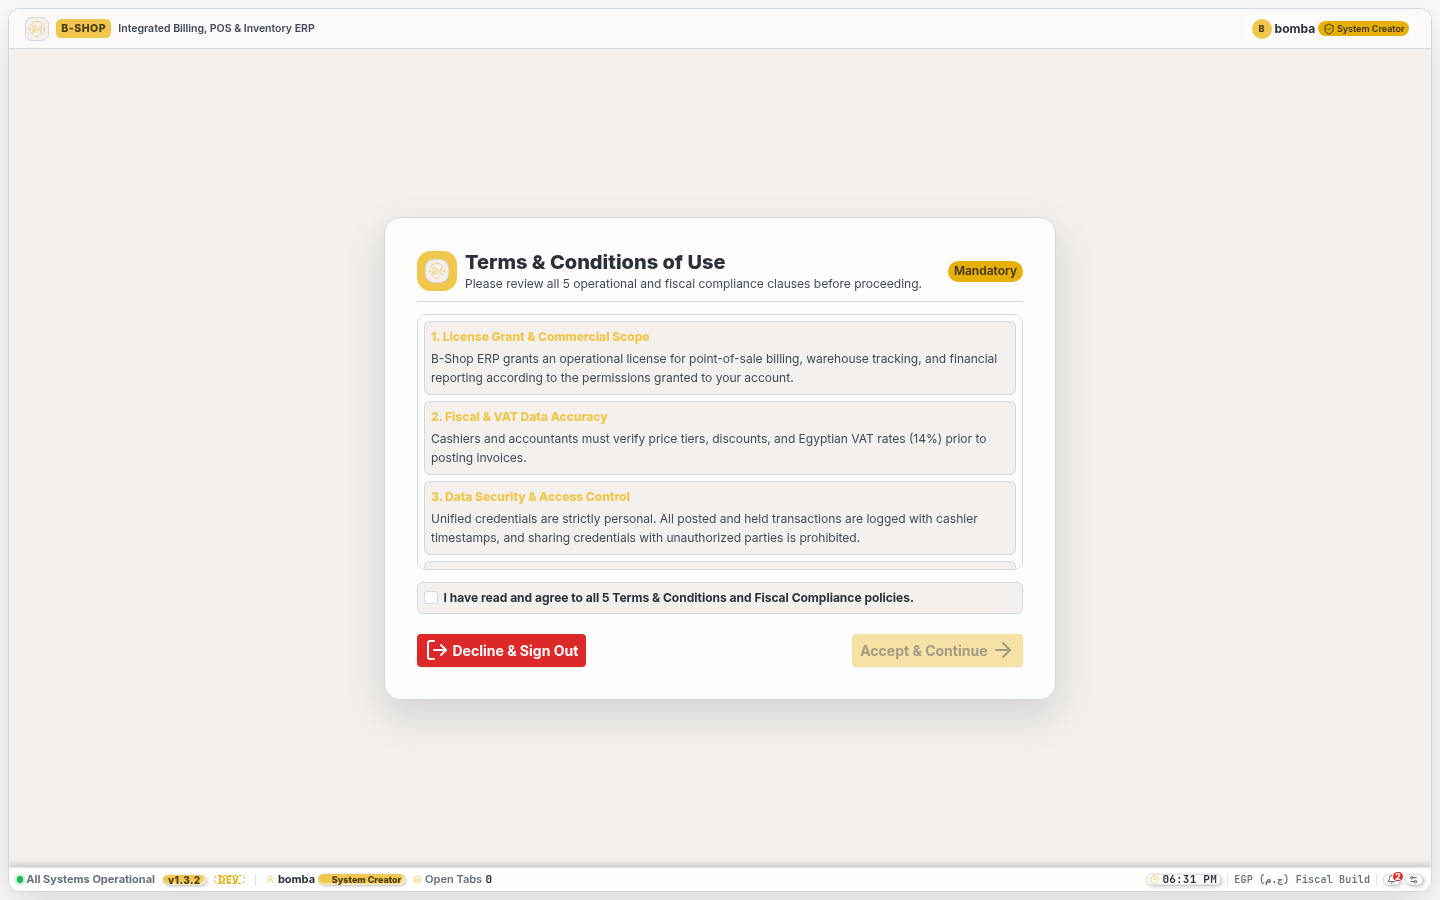 B-SHOP Integrated Billing, POS & Inventory ERP
B bomba System Creator
Terms & Conditions of Use
Please review all 5 operational and fiscal compliance clauses before proceeding.
Mandatory
1. License Grant & Commercial Scope
B-Shop ERP grants an operational license for point-of-sale billing, warehouse tracking, and financial
reporting according to the permissions granted to your account.
2. Fiscal & VAT Data Accuracy
Cashiers and accountants must verify price tiers, discounts, and Egyptian VAT rates (14%) prior to
posting invoices.
3. Data Security & Access Control
Unified credentials are strictly personal. All posted and held transactions are logged with cashier
timestamps, and sharing credentials with unauthorized parties is prohibited.
I have read and agree to all 5 Terms & Conditions and Fiscal Compliance policies.
Decline & Sign Out
Accept & Continue
All Systems Operational v1.3.2 DEV bomba System Creator Open Tabs 0
06:31 PM EGP (ج.م) Fiscal Build 2